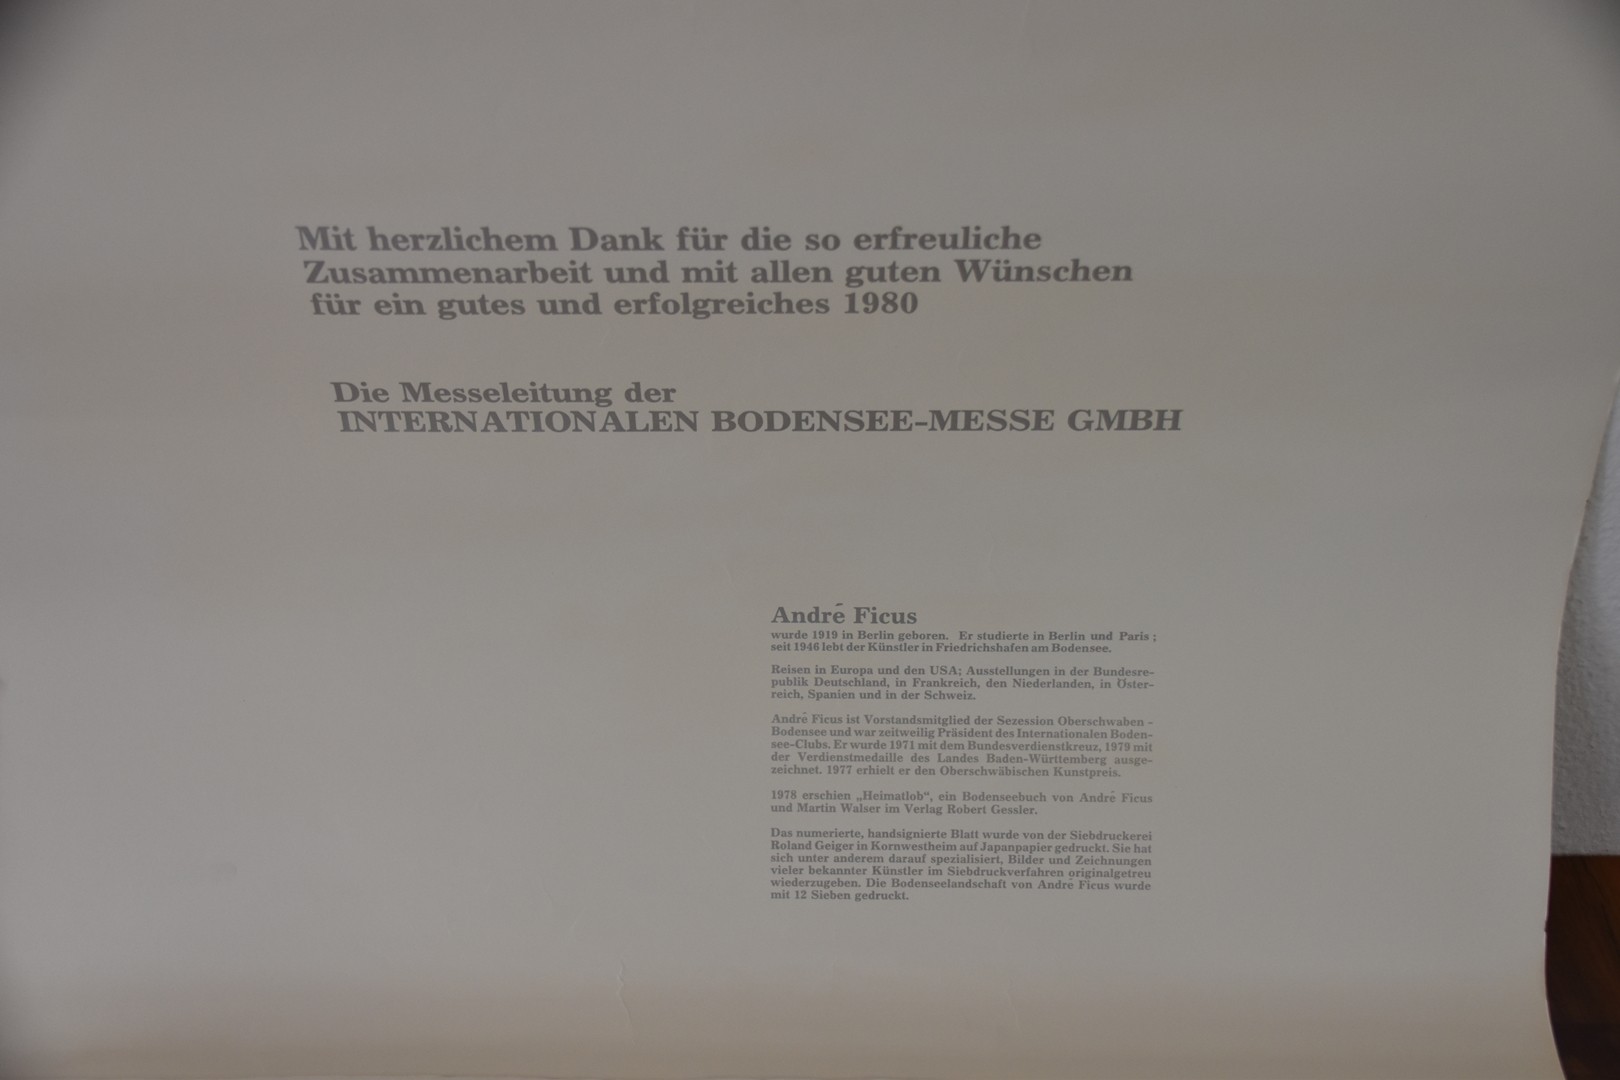 Mit herzlichem Dank für die so erfreuliche
Zusammenarbeit und mit allen guten Wünschen
für ein gutes und erfolgreiches 1980
Die Messeleitung der
INTERNATIONALEN BODENSEE-MESSE GMBH
André Ficus
wurde 1919 in Berlin geboren. Er studierte in Berlin und Paris ;
seit 1946 lebt der Künstler in Friedrichshafen am Bodensee.
Reisen in Europa und den USA; Ausstellungen in der Bundesre-
publik Deutschland, in Frankreich, den Niederlanden, in Öster-
reich, Spanien und in der Schweiz.
André Ficus ist Vorstandsmitglied der Sezession Oberschwaben -
Bodensee und war zeitweilig Präsident des Internationalen Boden-
see-Clubs. Er wurde 1971 mit dem Bundesverdienstkreuz, 1979 mit
der Verdienstmedaille des Landes Baden-Württemberg ausge-
zeichnet. 1977 erhielt er den Oberschwäbischen Kunstpreis.
1978 erschien „Heimatlob“, ein Bodenseebuch von André Ficus
und Martin Walser im Verlag Robert Gessler.
Das numerierte, handsignierte Blatt wurde von der Siebdruckerei
Roland Geiger in Kornwestheim auf Japanpapier gedruckt. Sie hat
sich unter anderem darauf spezialisiert, Bilder und Zeichnungen
vieler bekannter Künstler im Siebdruckverfahren originalgetreu
wiederzugeben. Die Bodenseelandschaft von André Ficus wurde
mit 12 Sieben gedruckt.